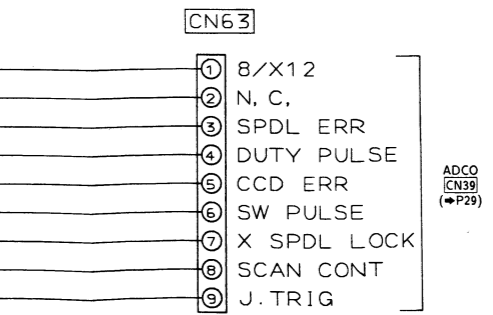 CN63
① 8/X12
② N, C,
③ SPDL ERR
④ DUTY PULSE
⑤ CCD ERR
⑥ SW PULSE
⑦ X SPDL LOCK
⑧ SCAN CONT
⑨ J.TRIG
ADCO
CN39
(➡P29)